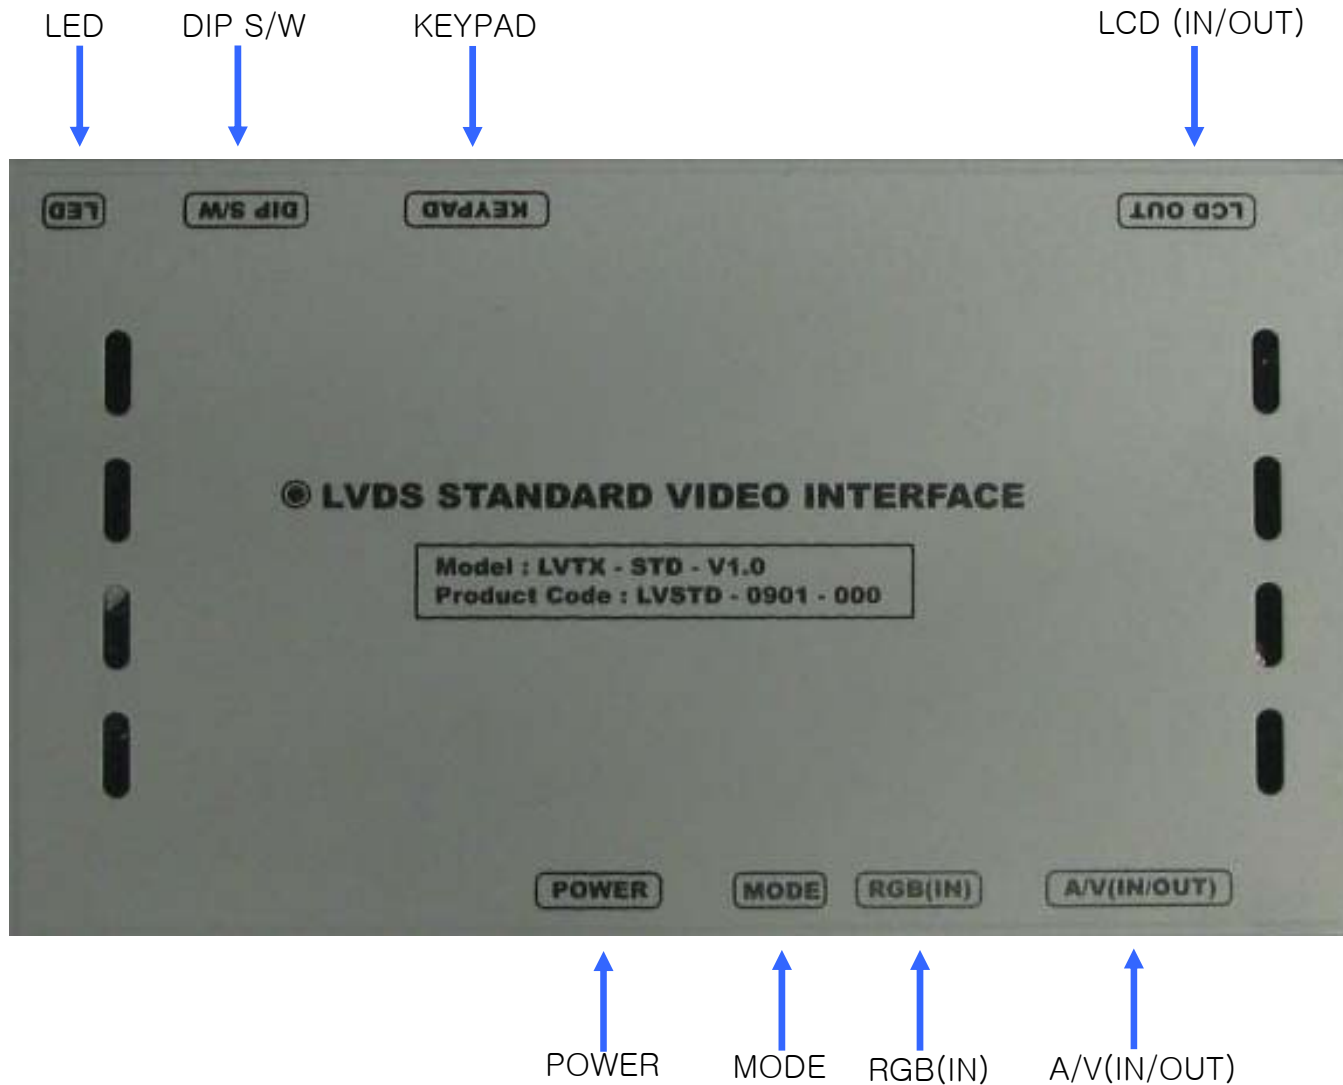 LED DIP S/W KEYPAD LCD (IN/OUT)
LED DIP S/W KEYPAD LCD OUT
LVDS STANDARD VIDEO INTERFACE
Model : LVTX - STD - V1.0
Product Code : LVSTD - 0901 - 000
POWER MODE RGB(IN) A/V(IN/OUT)
POWER MODE RGB(IN) A/V(IN/OUT)